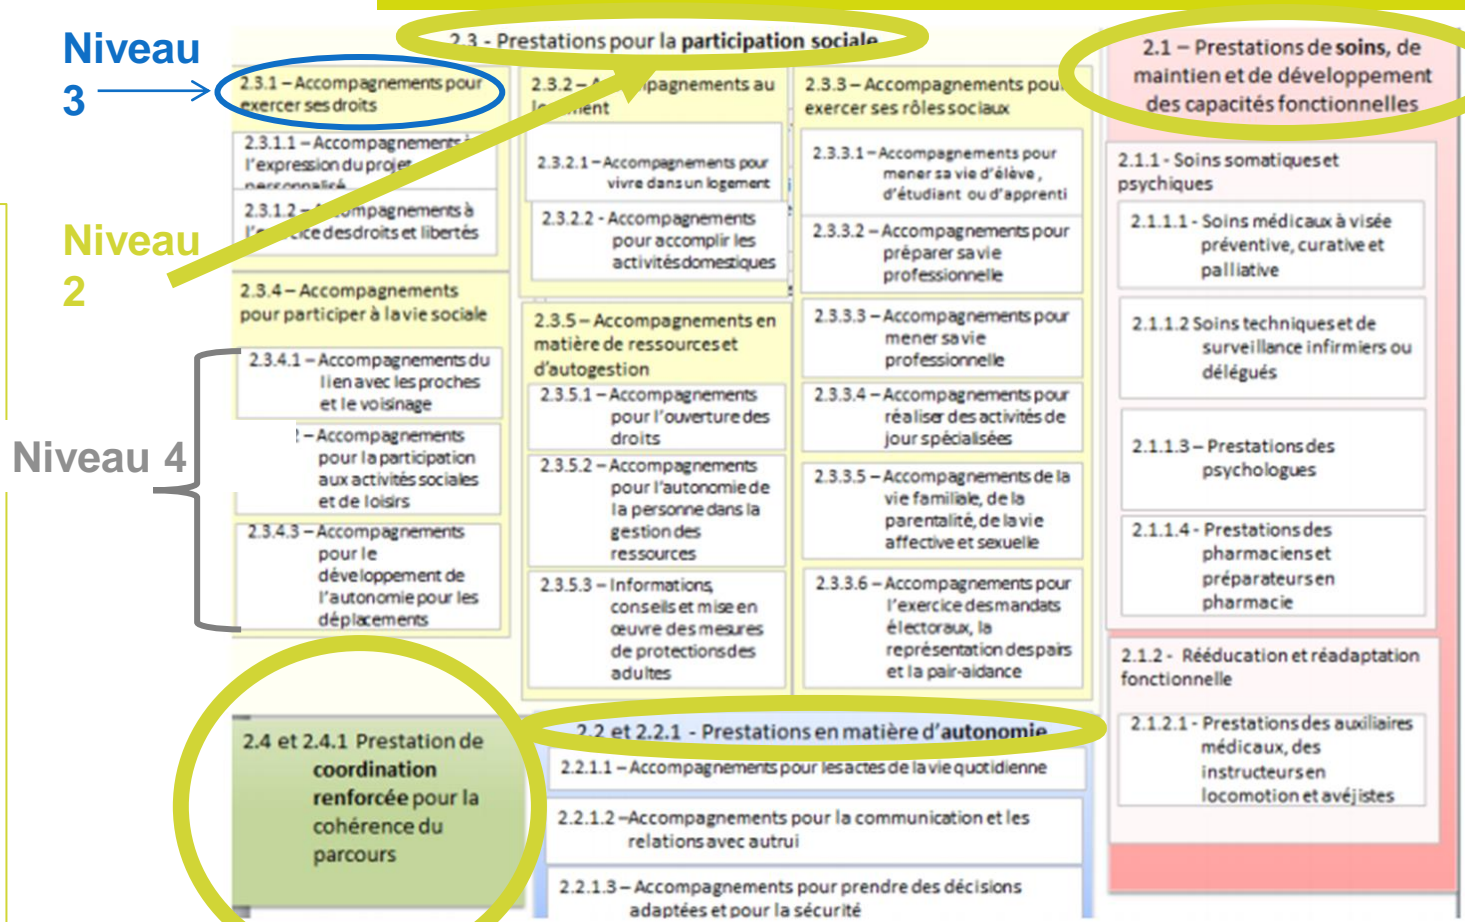 Niveau
3
Niveau
2
Niveau 4
2.3 - Prestations pour la participation sociale
2.3.1 – Accompagnements pour
exercer ses droits
2.3.1.1 – Accompagnements à
l'expression du projet
personnalisé
2.3.1.2 – Accompagnements à
l'exercice des droits et libertés
2.3.4 – Accompagnements
pour participer à la vie sociale
2.3.4.1 – Accompagnements du
lien avec les proches
et le voisinage
2 – Accompagnements
pour la participation
aux activités sociales
et de loisirs
2.3.4.3 – Accompagnements
pour le
développement de
l'autonomie pour les
déplacements
2.3.2 – Accompagnements au
logement
2.3.2.1 – Accompagnements pour
vivre dans un logement
2.3.2.2 - Accompagnements
pour accomplir les
activités domestiques
2.3.5 – Accompagnements en
matière de ressources et
d'autogestion
2.3.5.1 – Accompagnements
pour l'ouverture des
droits
2.3.5.2 – Accompagnements
pour l'autonomie de
la personne dans la
gestion des
ressources
2.3.5.3 – Informations,
conseils et mise en
œuvre des mesures
de protections des
adultes
2.3.3 – Accompagnements pour
exercer ses rôles sociaux
2.3.3.1 – Accompagnements pour
mener sa vie d'élève,
d'étudiant ou d'apprenti
2.3.3.2 – Accompagnements pour
préparer sa vie
professionnelle
2.3.3.3 – Accompagnements pour
mener sa vie
professionnelle
2.3.3.4 – Accompagnements pour
réaliser des activités de
jour spécialisées
2.3.3.5 – Accompagnements de la
vie familiale, de la
parentalité, de la vie
affective et sexuelle
2.3.3.6 – Accompagnements pour
l'exercice des mandats
électoraux, la
représentation des pairs
et la pair-aidance
2.1 – Prestations de soins, de
maintien et de développement
des capacités fonctionnelles
2.1.1 - Soins somatiques et
psychiques
2.1.1.1 - Soins médicaux à visée
préventive, curative et
palliative
2.1.1.2 Soins techniques et de
surveillance infirmiers ou
délégués
2.1.1.3 – Prestations des
psychologues
2.1.1.4 - Prestations des
pharmaciens et
préparateurs en
pharmacie
2.1.2 - Rééducation et réadaptation
fonctionnelle
2.1.2.1 - Prestations des auxiliaires
médicaux, des
instructeurs en
locomotion et avéjistes
2.4 et 2.4.1 Prestation de
coordination
renforcée pour la
cohérence du
parcours
2.2 et 2.2.1 - Prestations en matière d'autonomie
2.2.1.1 – Accompagnements pour les actes de la vie quotidienne
2.2.1.2 –Accompagnements pour la communication et les
relations avec autrui
2.2.1.3 – Accompagnements pour prendre des décisions
adaptées et pour la sécurité